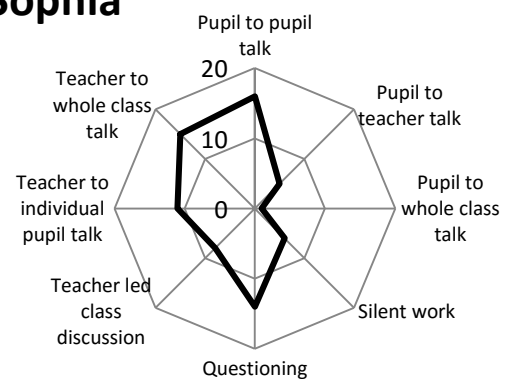 Sophia
Pupil to pupil
talk
Pupil to
teacher talk
Pupil to
whole class
talk
Silent work
Questioning
Teacher led
class
discussion
Teacher to
individual
pupil talk
Teacher to
whole class
talk
20
10
0